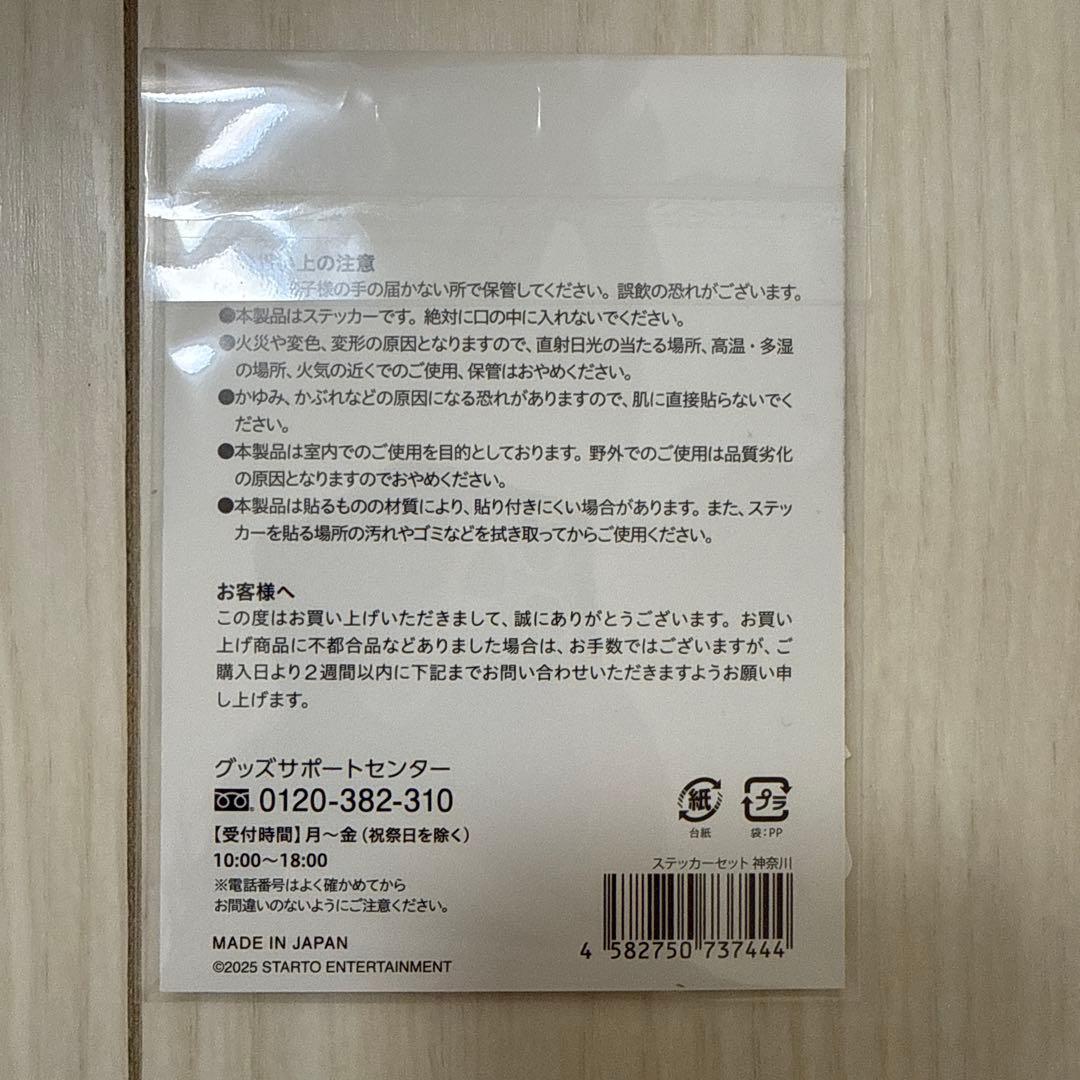 上の注意
子様の手の届かない所で保管してください。誤飲の恐れがございます。
●本製品はステッカーです。絶対に口の中に入れないでください。
●火災や変色、変形の原因となりますので、直射日光の当たる場所、高温・多湿
の場所、火気の近くでのご使用、保管はおやめください。
●かゆみ、かぶれなどの原因になる恐れがありますので、肌に直接貼らないでく
ださい。
●本製品は室内でのご使用を目的としております。野外でのご使用は品質劣化
の原因となりますのでおやめください。
●本製品は貼るものの材質により、貼り付きにくい場合があります。また、ステッ
カーを貼る場所の汚れやゴミなどを拭き取ってからご使用ください。
お客様へ
この度はお買い上げいただきまして、誠にありがとうございます。お買い
上げ商品に不都合品などありました場合は、お手数ではございますが、ご
購入日より2週間以内に下記までお問い合わせいただきますようお願い申
し上げます。
グッズサポートセンター
0120-382-310
【受付時間】月〜金（祝祭日を除く）
10:00〜18:00
※電話番号はよく確かめてから
お間違いのないようにご注意ください。
MADE IN JAPAN
©2025 STARTO ENTERTAINMENT
紙
台紙
プラ
袋：PP
ステッカーセット 神奈川
4 582750 737444